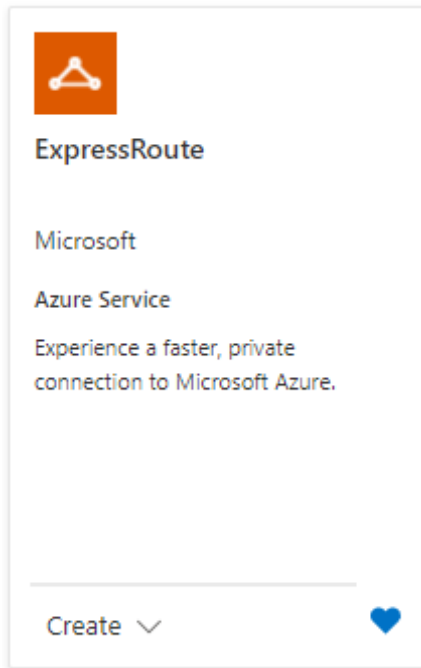 ExpressRoute
Microsoft
Azure Service
Experience a faster, private
connection to Microsoft Azure.
Create